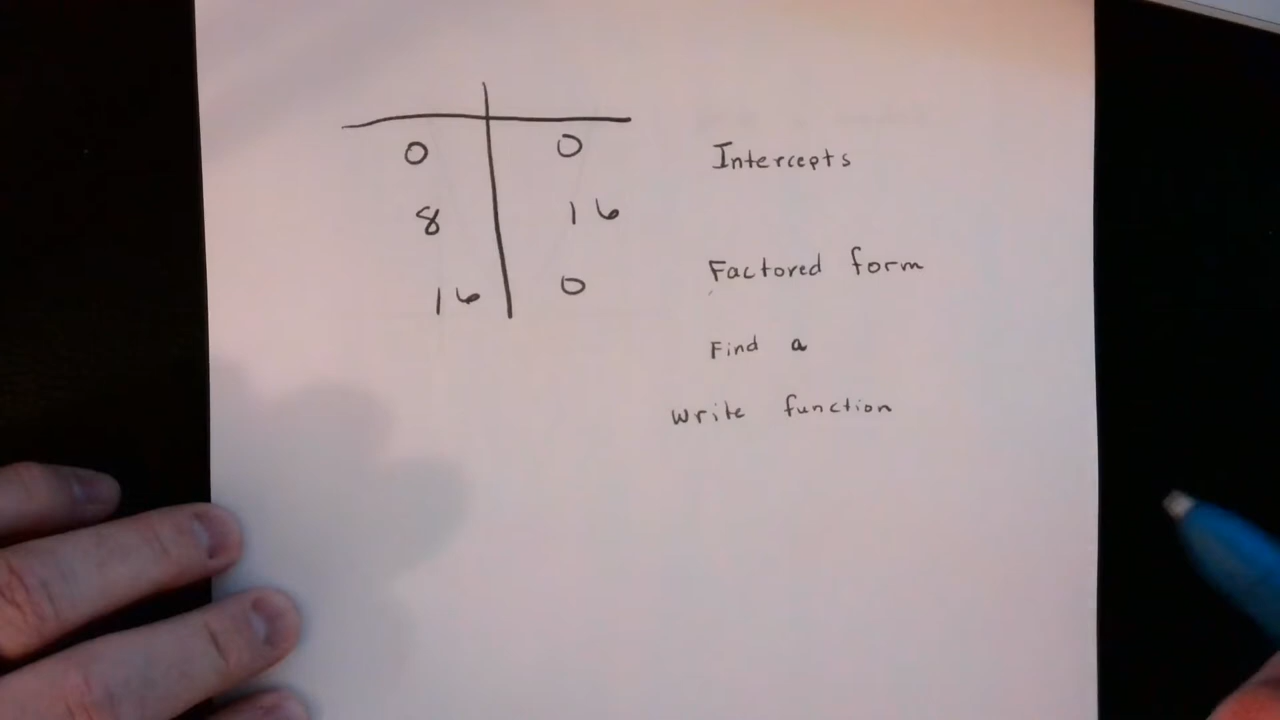 0 0
8 16
16 0
Intercepts
Factored form
Find a
Write function